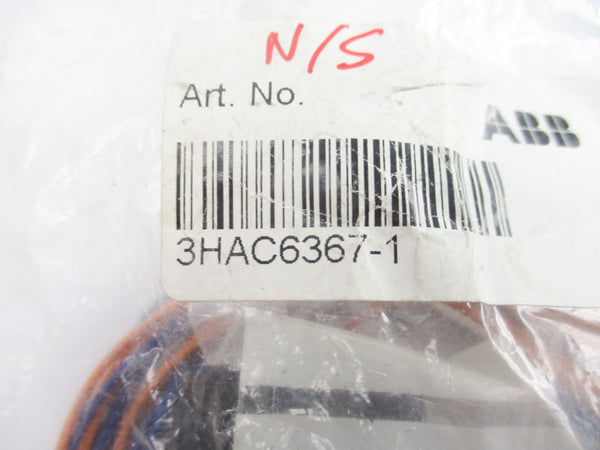 N/S
Art. No.
ABB
3HAC6367-1